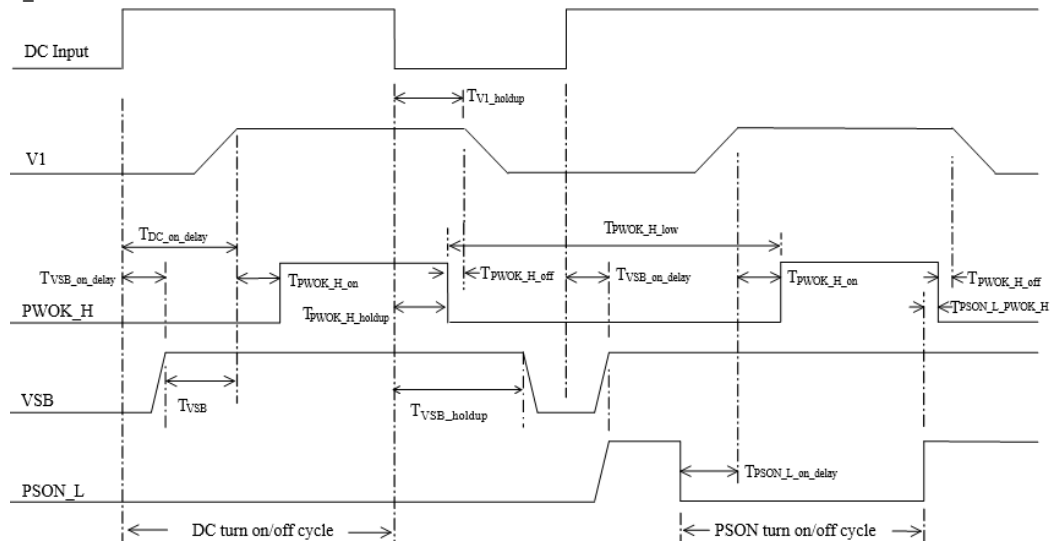 DC Input
TV1_holdup
V1
TDC_on_delay
TPWOK_H_low
TVSB_on_delay
TPWOK_H_on
TPWOK_H_off
TVSB_on_delay
TPWOK_H_on
TPWOK_H_off
PWOK_H
TPWOK_H_holdup
TPSON_L_PWOK_H
VSB
TVSB
TVSB_holdup
PSON_L
TPSON_L_on_delay
DC turn on/off cycle
PSON turn on/off cycle